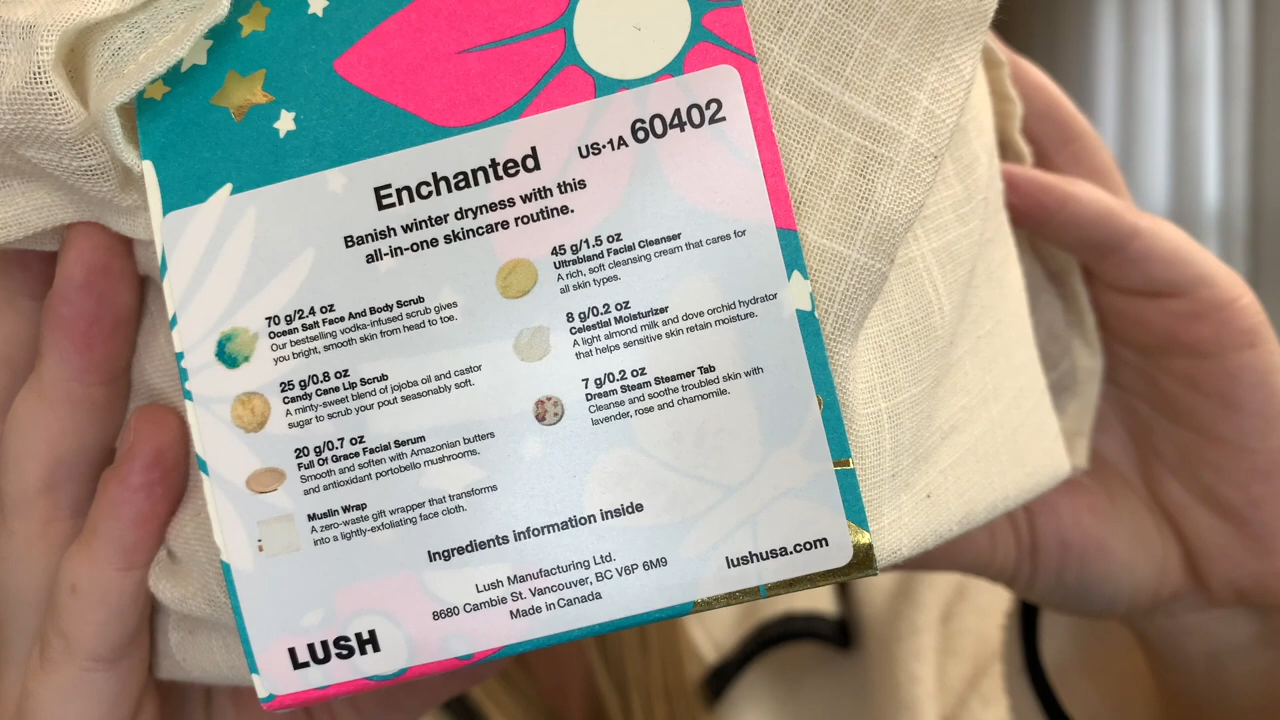 Enchanted
US•1A 60402
Banish winter dryness with this
all-in-one skincare routine.
70 g/2.4 oz
Ocean Salt Face And Body Scrub
Our bestselling vodka-infused scrub gives
you bright, smooth skin from head to toe.
25 g/0.8 oz
Candy Cane Lip Scrub
A minty-sweet blend of jojoba oil and castor
sugar to scrub your pout seasonably soft.
20 g/0.7 oz
Full Of Grace Facial Serum
Smooth and soften with Amazonian butters
and antioxidant portobello mushrooms.
Muslin Wrap
A zero-waste gift wrapper that transforms
into a lightly-exfoliating face cloth.
45 g/1.5 oz
Ultrabland Facial Cleanser
A rich, soft cleansing cream that cares for
all skin types.
8 g/0.2 oz
Celestial Moisturizer
A light almond milk and dove orchid hydrator
that helps sensitive skin retain moisture.
7 g/0.2 oz
Dream Steam Steamer Tab
Cleanse and soothe troubled skin with
lavender, rose and chamomile.
Ingredients information inside
Lush Manufacturing Ltd.
8680 Cambie St. Vancouver, BC V6P 6M9
Made in Canada
lushusa.com
LUSH